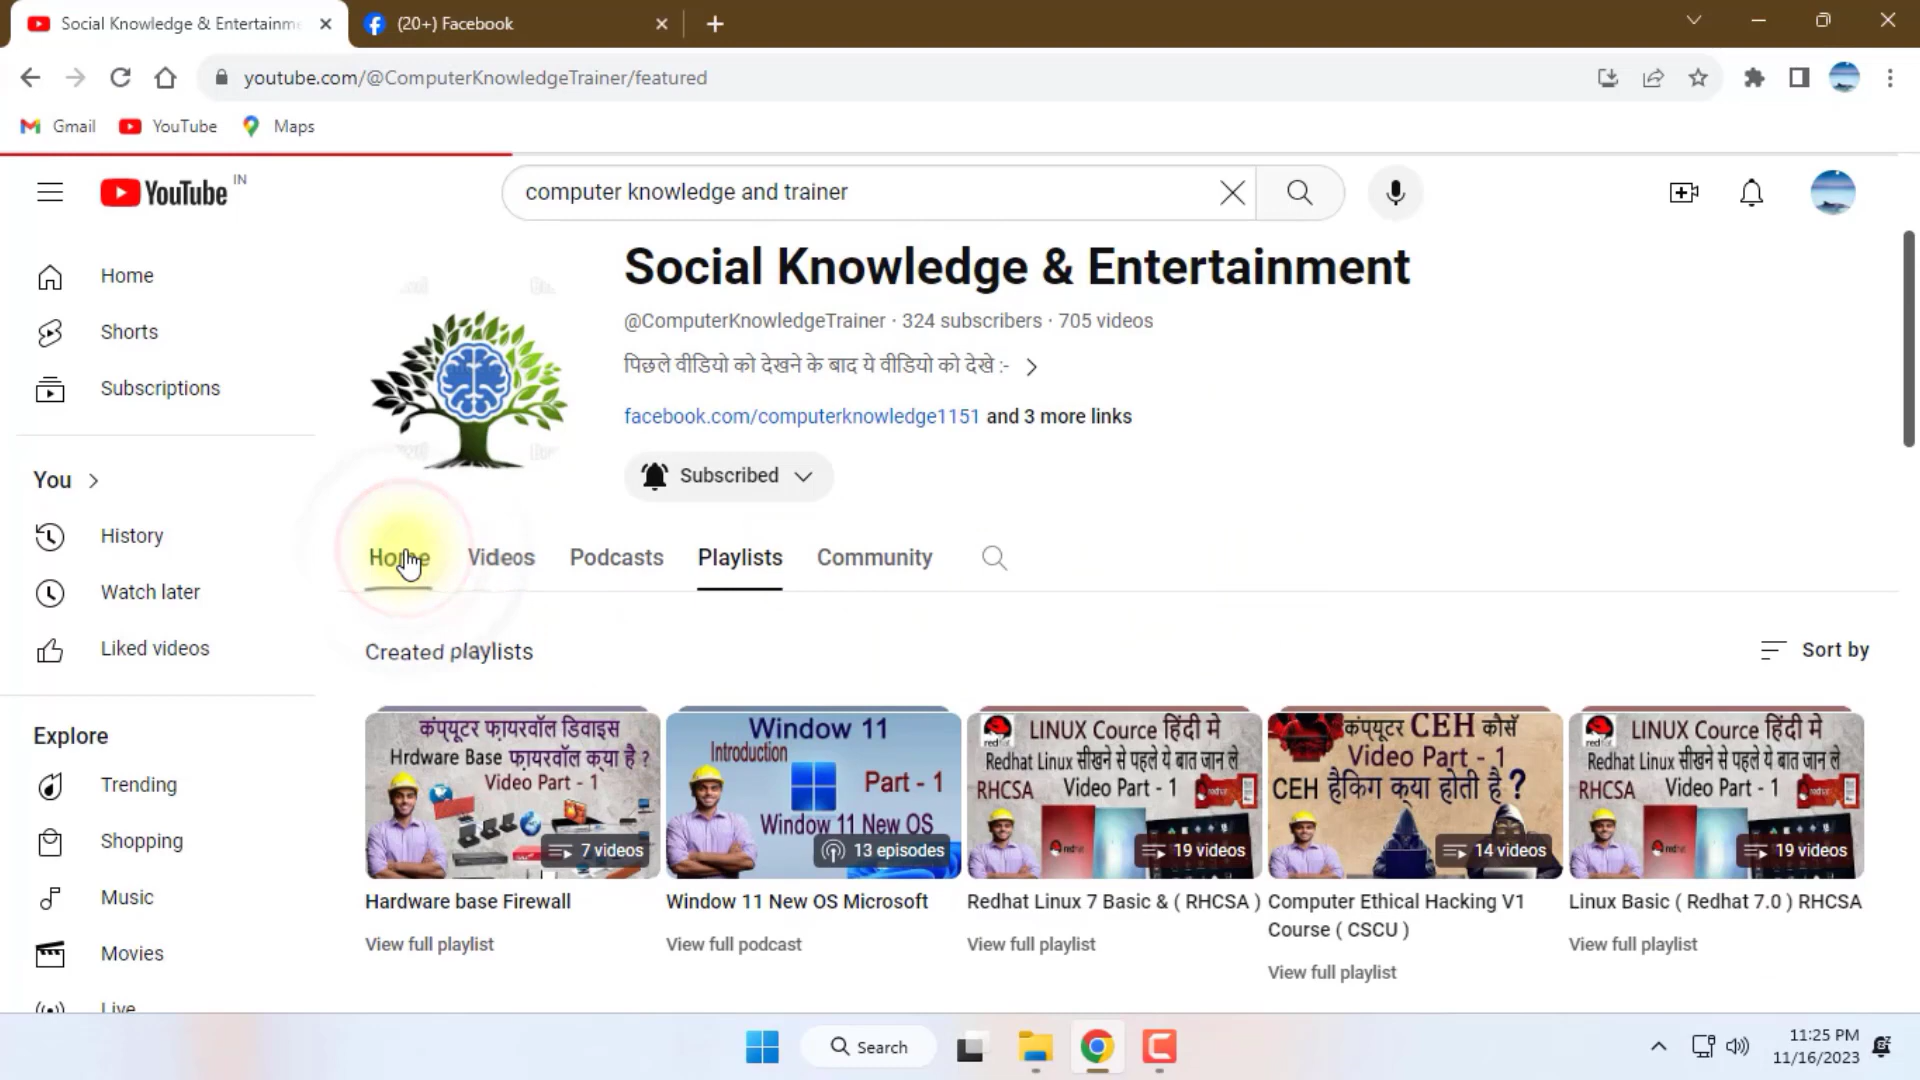 Social Knowledge & Entertainm
(20+) Facebook
youtube.com/@ComputerKnowledgeTrainer/featured
Gmail
YouTube
Maps
YouTube IN
computer knowledge and trainer
Social Knowledge & Entertainment
@ComputerKnowledgeTrainer · 324 subscribers · 705 videos
पिछले वीडियो को देखने के बाद ये वीडियो को देखे :-
facebook.com/computerknowledge1151 and 3 more links
Subscribed
Home
Shorts
Subscriptions
You
History
Watch later
Liked videos
Explore
Trending
Shopping
Music
Movies
Live
Home
Videos
Podcasts
Playlists
Community
Created playlists
Sort by
कंप्यूटर फ़ायरवॉल डिवाइस
Hrdware Base फ़ायरवॉल क्या है ?
Video Part - 1
7 videos
Hardware base Firewall
View full playlist
Window 11
Introduction
Part - 1
Window 11 New OS
13 episodes
Window 11 New OS Microsoft
View full podcast
LINUX Cource हिंदी मे
Redhat Linux सीखने से पहले ये बात जान ले
RHCSA Video Part - 1
19 videos
Redhat Linux 7 Basic & ( RHCSA )
View full playlist
कंप्यूटर CEH कोर्स
Video Part - 1
CEH हैकिंग क्या होती है ?
14 videos
Computer Ethical Hacking V1
Course ( CSCU )
View full playlist
LINUX Cource हिंदी मे
Redhat Linux सीखने से पहले ये बात जान ले
RHCSA Video Part - 1
19 videos
Linux Basic ( Redhat 7.0 ) RHCSA
View full playlist
Search
11:25 PM
11/16/2023